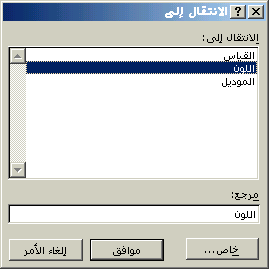 الانتقال إلى
الانتقال إلى:
القياس
اللون
الموديل
مرجع:
اللون
خاص...
موافق
إلغاء الأمر